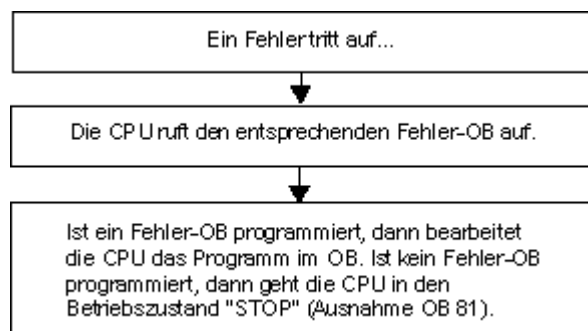 Ein Fehler tritt auf...
Die CPU ruft den entsprechenden Fehler-OB auf.
Ist ein Fehler-OB programmiert, dann bearbeitet
die CPU das Programm im OB. Ist kein Fehler-OB
programmiert, dann geht die CPU in den
Betriebszustand "STOP" (Ausnahme OB 81).